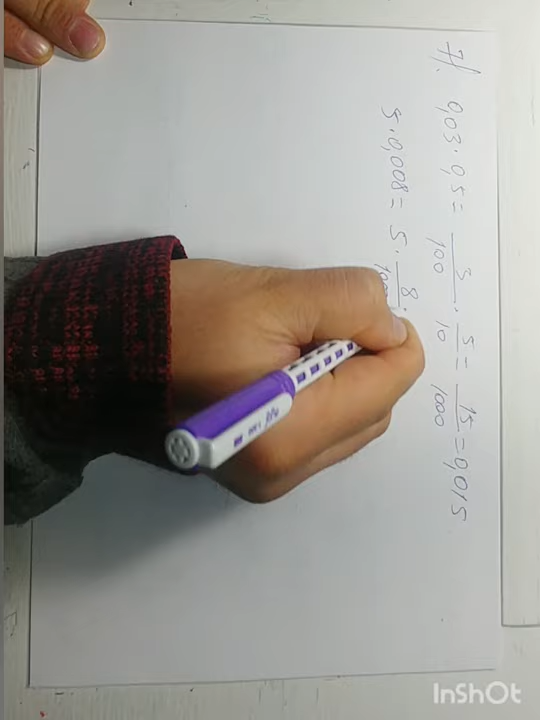 7). 0,03 · 0,5 = 3/100 · 5/10 = 15/1000 = 0,015
5 · 0,008 = 5 · 8/
InShOt